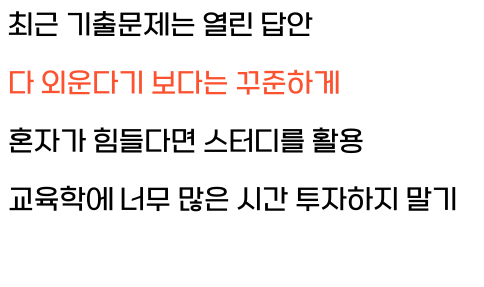 최근 기출문제는 열린 답안
다 외운다기 보다는 꾸준하게
혼자가 힘들다면 스터디를 활용
교육학에 너무 많은 시간 투자하지 말기